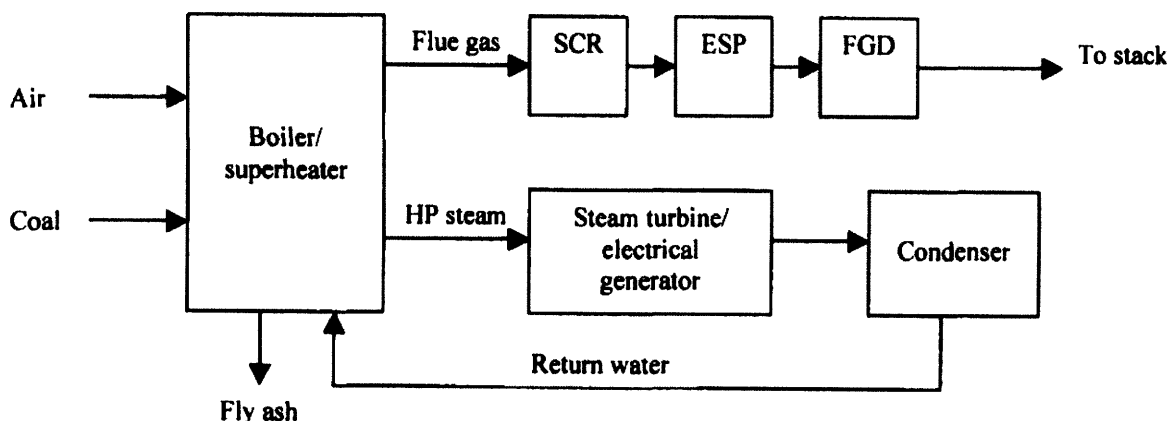 Flue gas
SCR
ESP
FGD
To stack
Air
Boiler/
superheater
Coal
HP steam
Steam turbine/
electrical
generator
Condenser
Return water
Fly ash